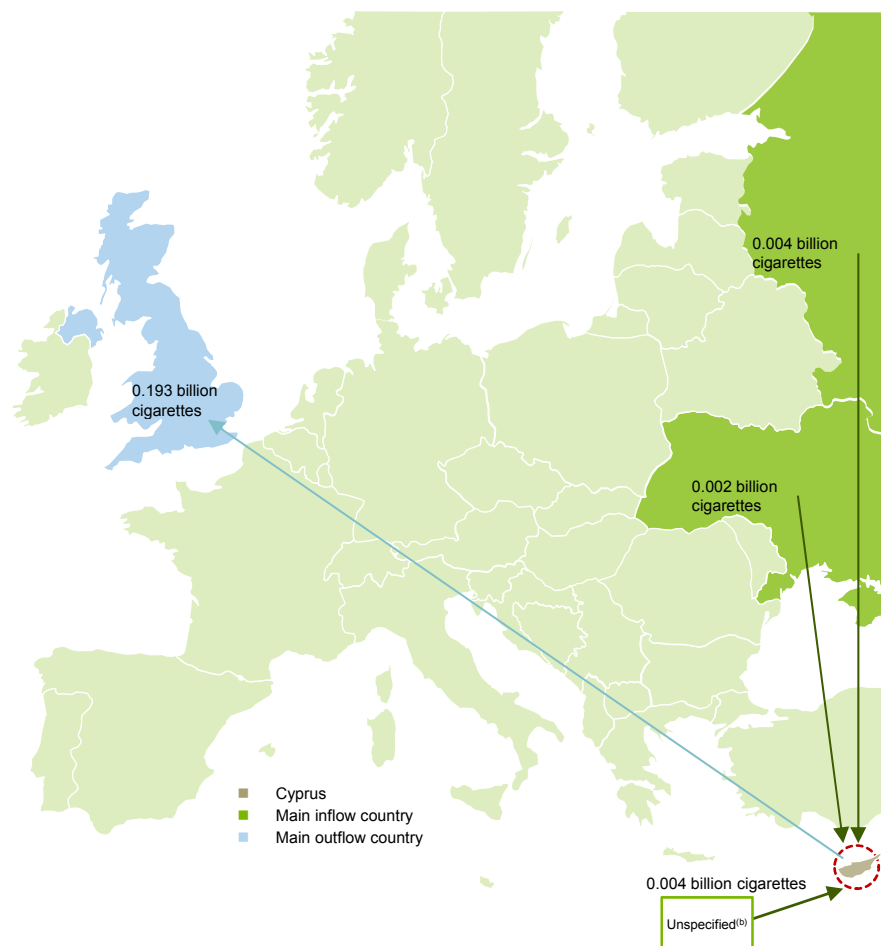 0.004 billion
cigarettes
0.193 billion
cigarettes
0.002 billion
cigarettes
Cyprus
Main inflow country
Main outflow country
0.004 billion cigarettes
Unspecified(b)